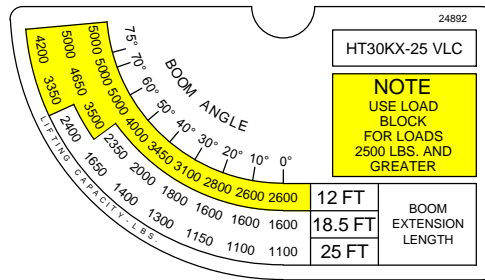 24892
HT30KX-25 VLC
NOTE
USE LOAD
BLOCK
FOR LOADS
2500 LBS. AND
GREATER
BOOM ANGLE
75° 70° 60° 50° 40° 30° 20° 10° 0°
5000 5000 5000 4000 3450 3100 2800 2600 2600 12 FT
5000 4650 3500 2350 2000 1800 1600 1600 1600 18.5 FT
4200 3350 2400 1650 1400 1300 1150 1100 1100 25 FT
LIFTING CAPACITY-LBS.
BOOM
EXTENSION
LENGTH